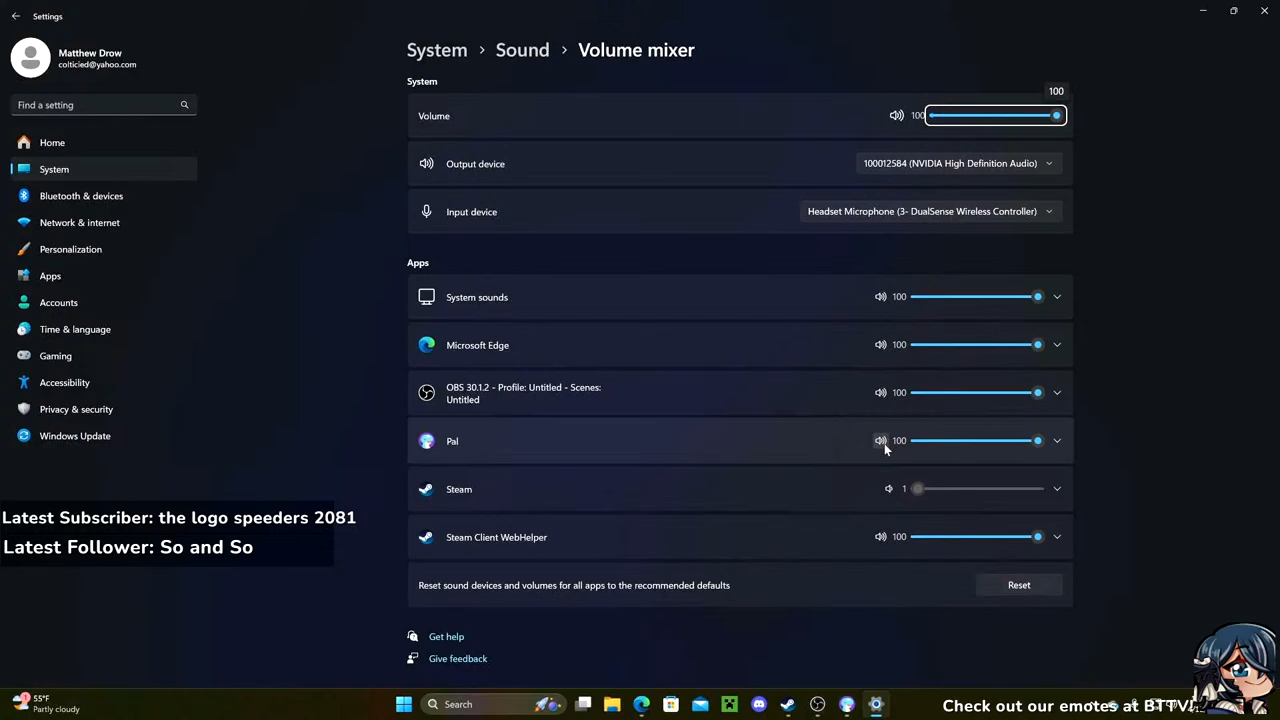 Settings
Matthew Drow
colticied@yahoo.com
Find a setting
Home
System
Bluetooth & devices
Network & internet
Personalization
Apps
Accounts
Time & language
Gaming
Accessibility
Privacy & security
Windows Update
System > Sound > Volume mixer
System
100
Volume 100
Output device 100012584 (NVIDIA High Definition Audio)
Input device Headset Microphone (3- DualSense Wireless Controller)
Apps
System sounds 100
Microsoft Edge 100
OBS 30.1.2 - Profile: Untitled - Scenes:
Untitled 100
Pal 100
Steam 1
Steam Client WebHelper 100
Reset sound devices and volumes for all apps to the recommended defaults Reset
Get help
Give feedback
Latest Subscriber: the logo speeders 2081
Latest Follower: So and So
1
55°F
Partly cloudy
Search
Check out our emotes at BT